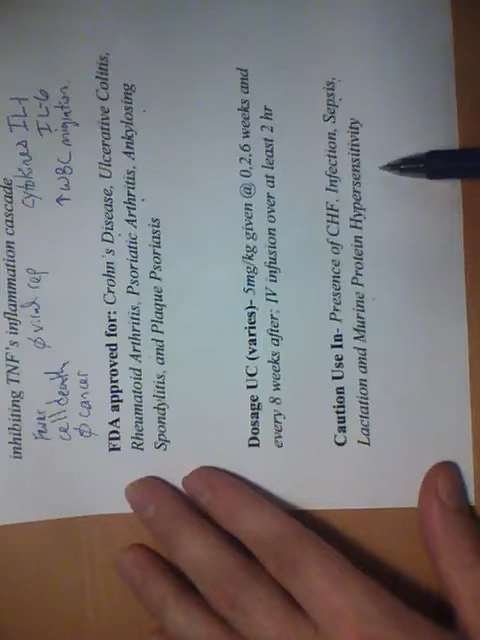 inhibiting TNF's inflammation cascade
Fever ∅ viral rep cytokines IL-1
cell death IL-6
∅ cancer ↑ WBC migration
FDA approved for: Crohn's Disease, Ulcerative Colitis,
Rheumatoid Arthritis, Psoriatic Arthritis, Ankylosing
Spondylitis, and Plaque Psoriasis
Dosage UC (varies)- 5mg/kg given @ 0,2,6 weeks and
every 8 weeks after; IV infusion over at least 2 hr
Caution Use In- Presence of CHF, Infection, Sepsis,
Lactation and Murine Protein Hypersensitivity